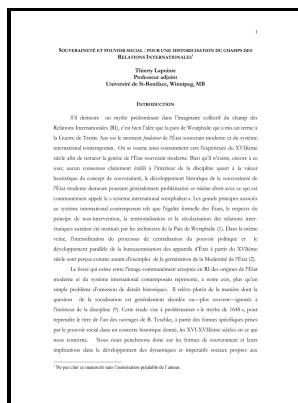 1
SOUVERAINETÉ ET POUVOIR SOCIAL : POUR UNE HISTORICISATION DU CHAMP DES
RELATIONS INTERNATIONALES¹
Thierry Lapointe
Professeur adjoint
Université de St-Boniface, Winnipeg, MB
INTRODUCTION
S'il demeure un mythe prédominant dans l'imaginaire collectif du champ des
Relations Internationales (RI), c'est bien l'idée que la paix de Westphalie qui a mis un terme à
la Guerre de Trente Ans est le moment fondateur de l'État souverain moderne et du système
international contemporain. On se tourne ainsi couramment vers l'expérience du XVIIème
siècle afin de retracer la genèse de l'État souverain moderne. Bien qu'il n'existe, encore à ce
jour, aucun consensus clairement établi à l'intérieur de la discipline quant à la valeur
heuristique du concept de souveraineté, le développement historique de la souveraineté de
l'État moderne demeure pourtant généralement problématisé en relation directe avec ce qui est
communément appelé le « système international westphalien ». Les grands principes associés
au système international contemporain tels que l'égalité formelle des États, le respects du
principe de non-intervention, la territorialisation et la sécularisation des relations inter-
étatiques auraient été institués par les architectes de la Paix de Westphalie (1). Dans la même
veine, l'intensification du processus de centralisation du pouvoir politique et le
développement parallèle de la bureaucratisation des appareils d'État à partir du XVIIème
siècle sont perçus comme autant d'exemples de la germination de la Modernité de l'État (2).
Le fossé qui existe entre l'image communément acceptée en RI des origines de l'État
moderne et du système international contemporain représente, à notre avis, plus qu'un
simple problème d'omission de détails historiques. Il relève plutôt de la manière dont la
question de la socialisation est généralement abordée ou—plus souvent—ignorée à
l'intérieur de la discipline (9). Cette étude vise à problématiser « le mythe de 1648 », pour
reprendre le titre de l'un des ouvrages de B. Teschke, à partir des formes spécifiques prises
par le pouvoir social dans un contexte historique donné, les XVI-XVIIème siècles en ce qui
nous concerne. Nous nous pencherons donc sur les formes de souveraineté et leurs
implications dans le développement des dynamiques et impératifs sociaux propres aux
¹ Ne pas citer ce manuscrit sans l'autorisation préalable de l'auteur.